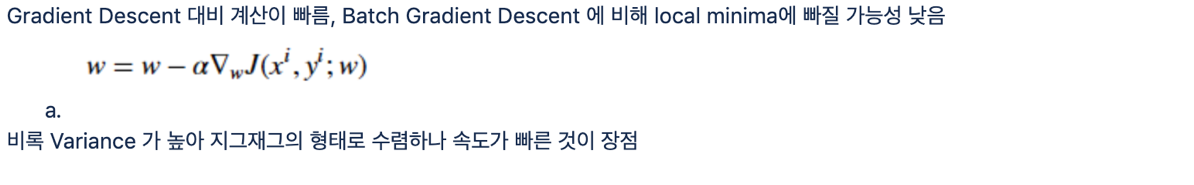 Gradient Descent 대비 계산이 빠름, Batch Gradient Descent 에 비해 local minima에 빠질 가능성 낮음
w = w − α∇_w J(x^i, y^i; w)
a.
비록 Variance 가 높아 지그재그의 형태로 수렴하나 속도가 빠른 것이 장점